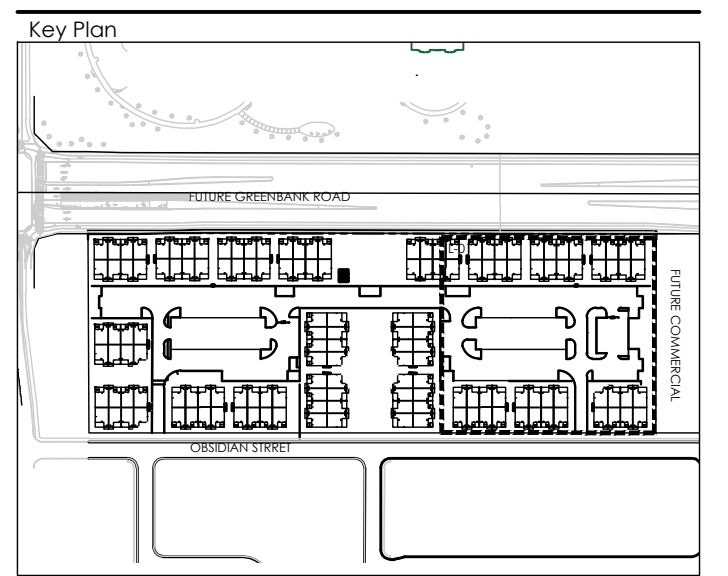 Key Plan
FUTURE GREENBANK ROAD
L-D
FUTURE COMMERCIAL
OBSIDIAN STRRET